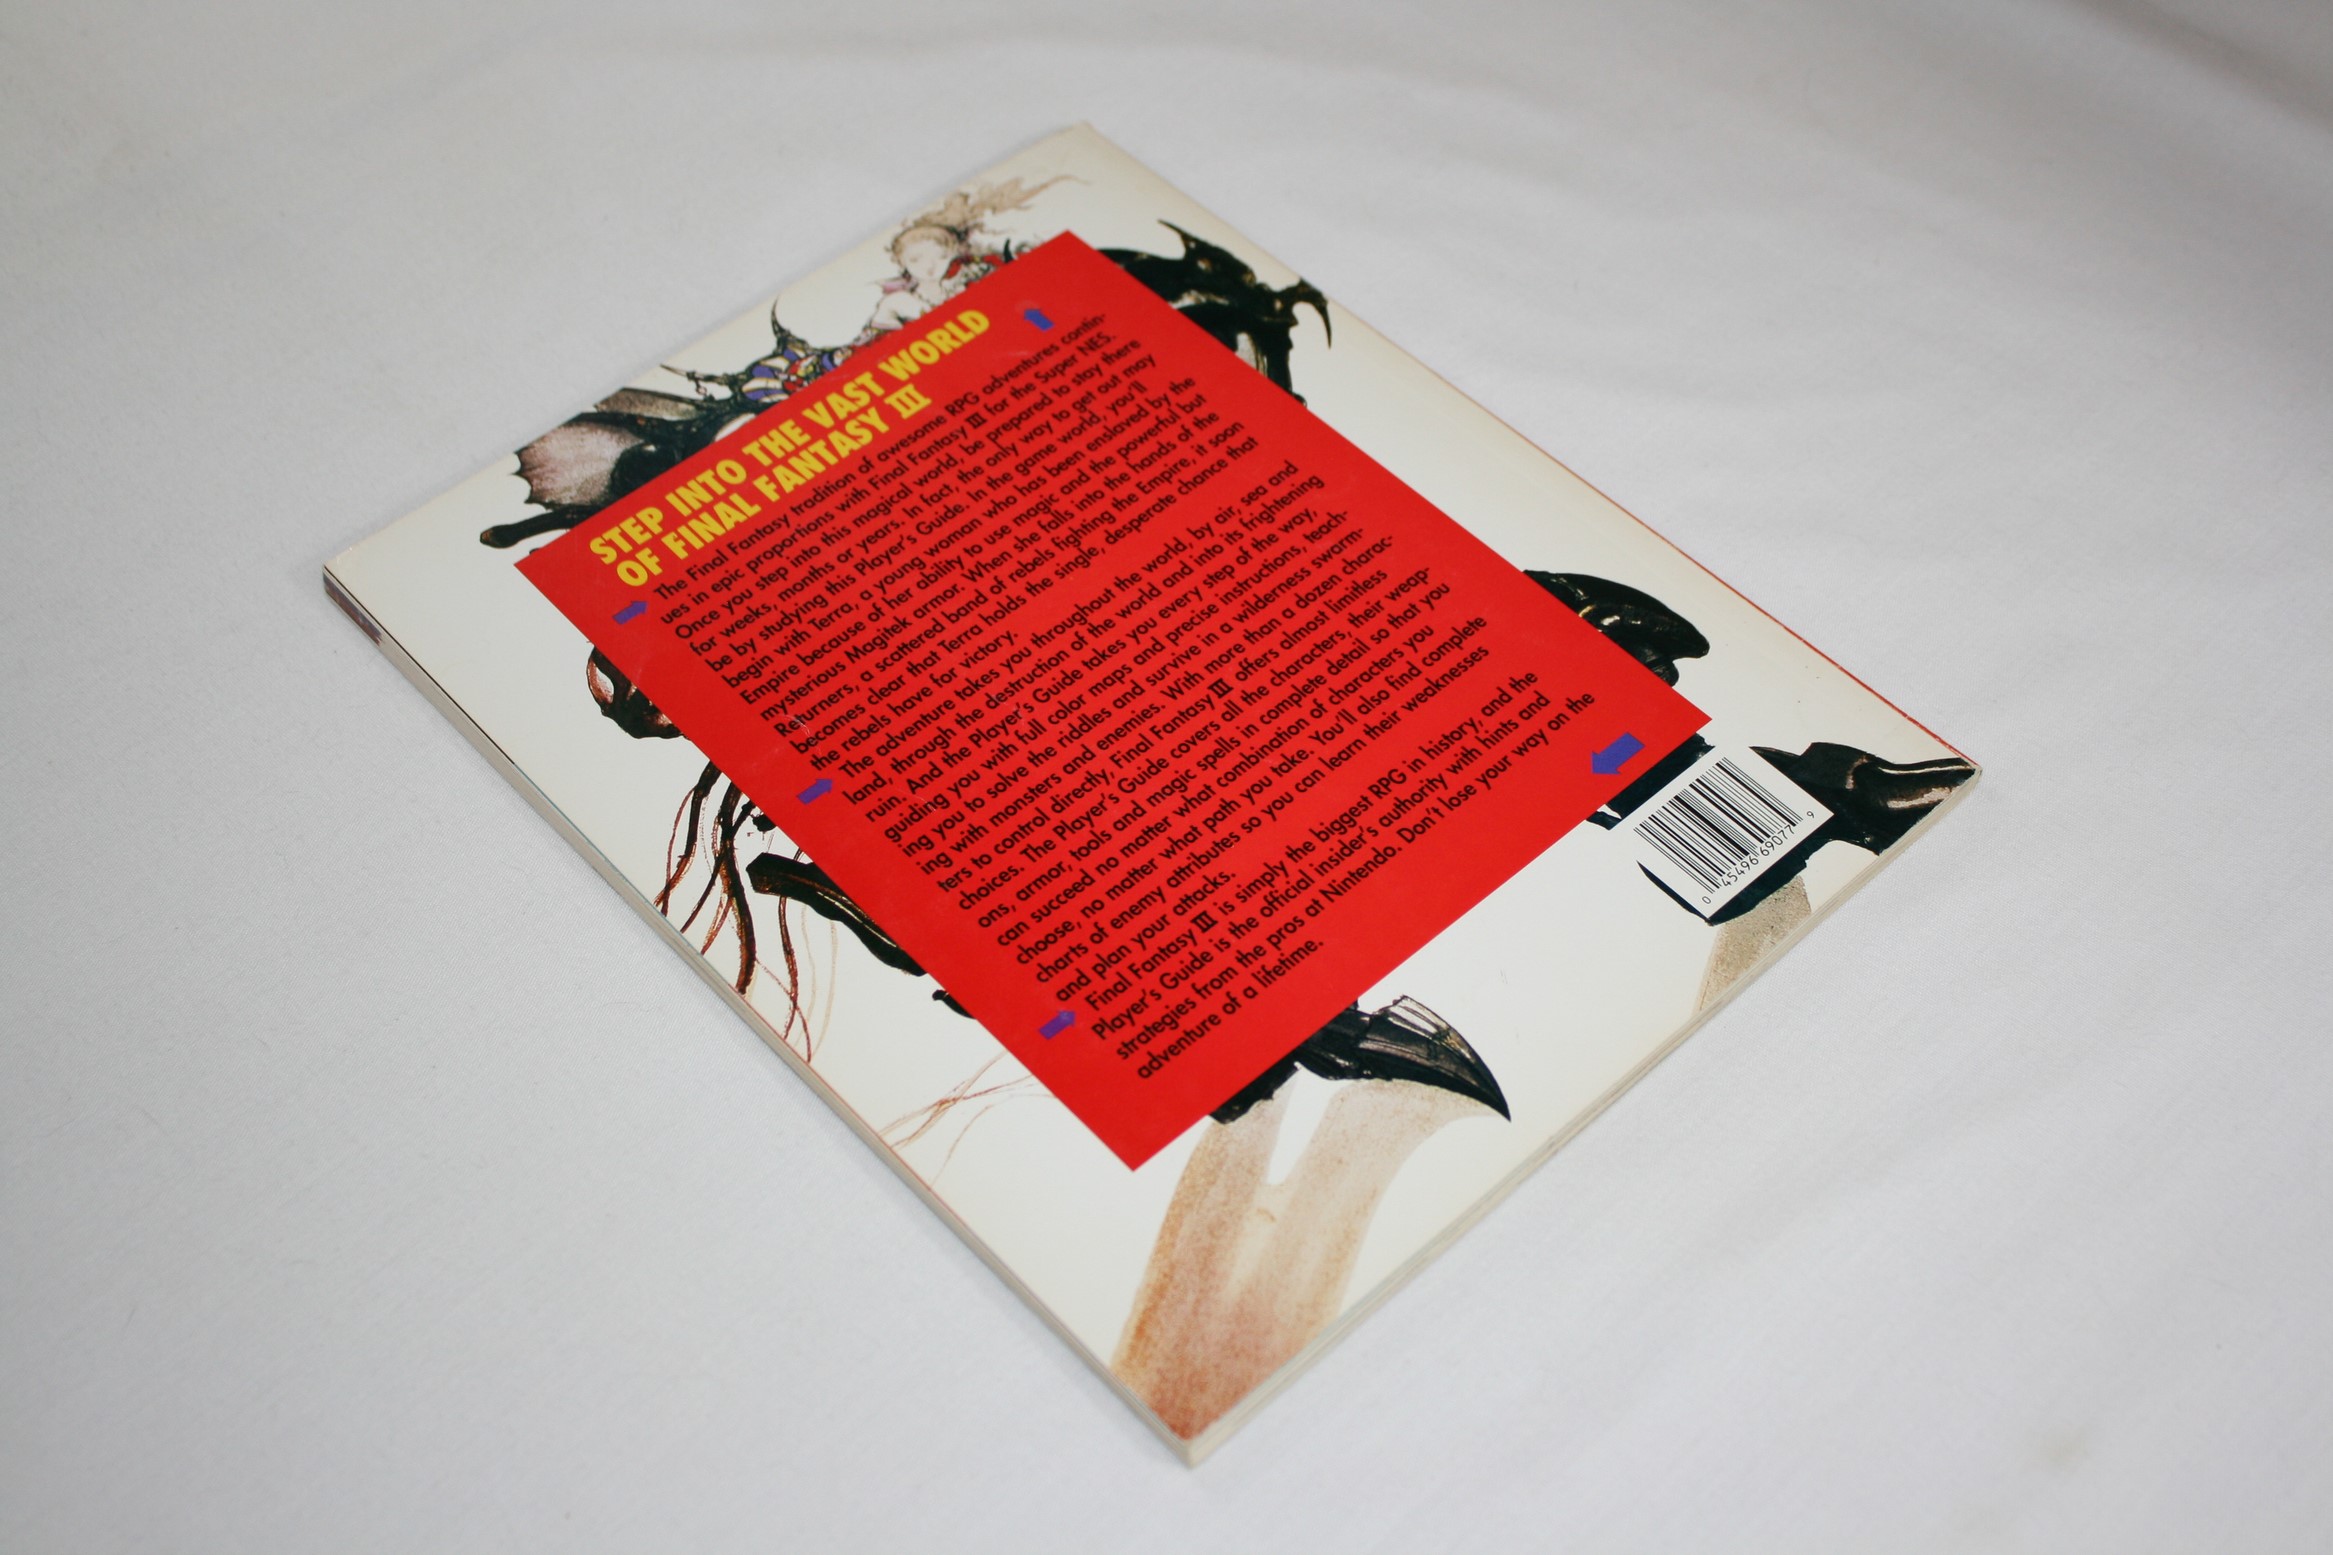 STEP INTO THE VAST WORLD
OF FINAL FANTASY III
The Final Fantasy tradition of awesome RPG adventures contin-
ues in epic proportions with Final Fantasy III for the Super NES.
Once you step into this magical world, be prepared to stay there
for weeks, months or years. In fact, the only way to get out may
be by studying this Player's Guide. In the game world, you'll
begin with Terra, a young woman who has been enslaved by the
Empire because of her ability to use magic and the powerful but
mysterious Magitek armor. When she falls into the hands of the
Returners, a scattered band of rebels fighting the Empire, it soon
becomes clear that Terra holds the single, desperate chance that
the rebels have for victory.
The adventure takes you throughout the world, by air, sea and
land, through the destruction of the world and into its frightening
ruin. And the Player's Guide takes you every step of the way,
guiding you with full color maps and precise instructions, teach-
ing you to solve the riddles and survive in a wilderness swarm-
ing with monsters and enemies. With more than a dozen charac-
ters to control directly, Final Fantasy III offers almost limitless
choices. The Player's Guide covers all the characters, their weap-
ons, armor, tools and magic spells in complete detail so that you
can succeed no matter what combination of characters you
choose, no matter what path you take. You'll also find complete
charts of enemy attributes so you can learn their weaknesses
and plan your attacks.
Final Fantasy III is simply the biggest RPG in history, and the
Player's Guide is the official insider's authority with hints and
strategies from the pros at Nintendo. Don't lose your way on the
adventure of a lifetime.
0 45496 69077 9